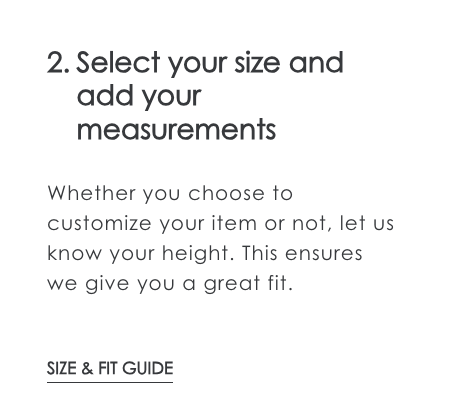 2. Select your size and
add your
measurements
Whether you choose to
customize your item or not, let us
know your height. This ensures
we give you a great fit.
SIZE & FIT GUIDE